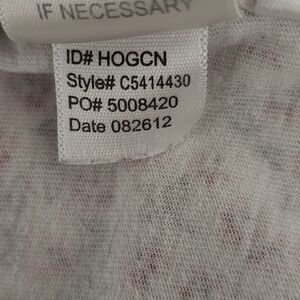 IF NECESSARY
ID# HOGCN
Style# C5414430
PO# 5008420
Date 082612